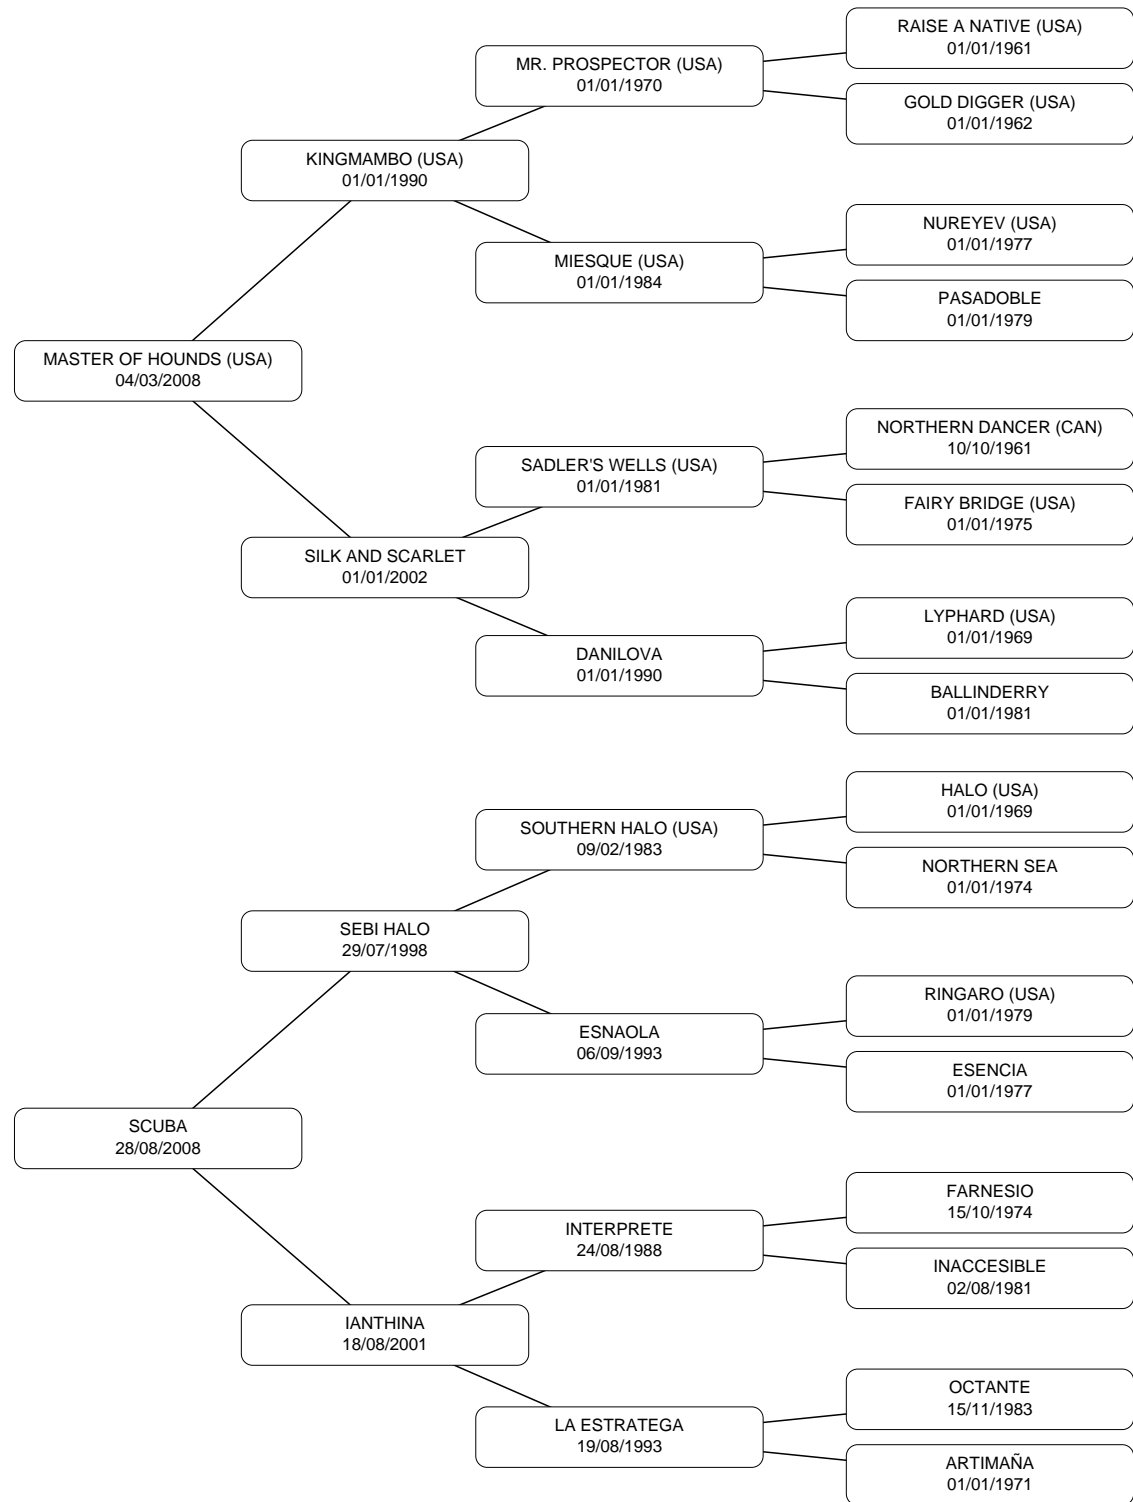 RAISE A NATIVE (USA)
01/01/1961
MR. PROSPECTOR (USA)
01/01/1970
GOLD DIGGER (USA)
01/01/1962
KINGMAMBO (USA)
01/01/1990
NUREYEV (USA)
01/01/1977
MIESQUE (USA)
01/01/1984
PASADOBLE
01/01/1979
MASTER OF HOUNDS (USA)
04/03/2008
NORTHERN DANCER (CAN)
10/10/1961
SADLER'S WELLS (USA)
01/01/1981
FAIRY BRIDGE (USA)
01/01/1975
SILK AND SCARLET
01/01/2002
LYPHARD (USA)
01/01/1969
DANILOVA
01/01/1990
BALLINDERRY
01/01/1981
HALO (USA)
01/01/1969
SOUTHERN HALO (USA)
09/02/1983
NORTHERN SEA
01/01/1974
SEBI HALO
29/07/1998
RINGARO (USA)
01/01/1979
ESNAOLA
06/09/1993
ESENCIA
01/01/1977
SCUBA
28/08/2008
FARNESIO
15/10/1974
INTERPRETE
24/08/1988
INACCESIBLE
02/08/1981
IANTHINA
18/08/2001
OCTANTE
15/11/1983
LA ESTRATEGA
19/08/1993
ARTIMAÑA
01/01/1971